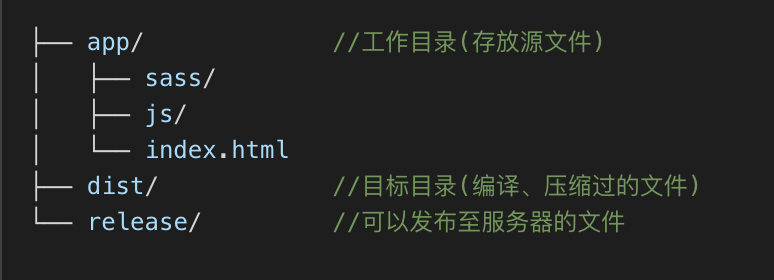 ├── app/             //工作目录(存放源文件)
│   ├── sass/
│   ├── js/
│   └── index.html
├── dist/            //目标目录(编译、压缩过的文件)
└── release/         //可以发布至服务器的文件